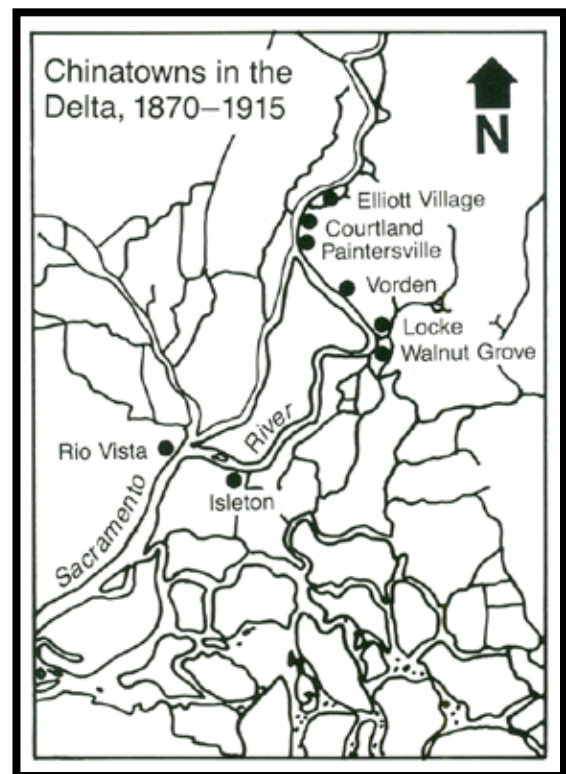 Chinatowns in the
Delta, 1870–1915
N
Elliott Village
Courtland
Paintersville
Vorden
Locke
Walnut Grove
Rio Vista
River
Isleton
Sacramento